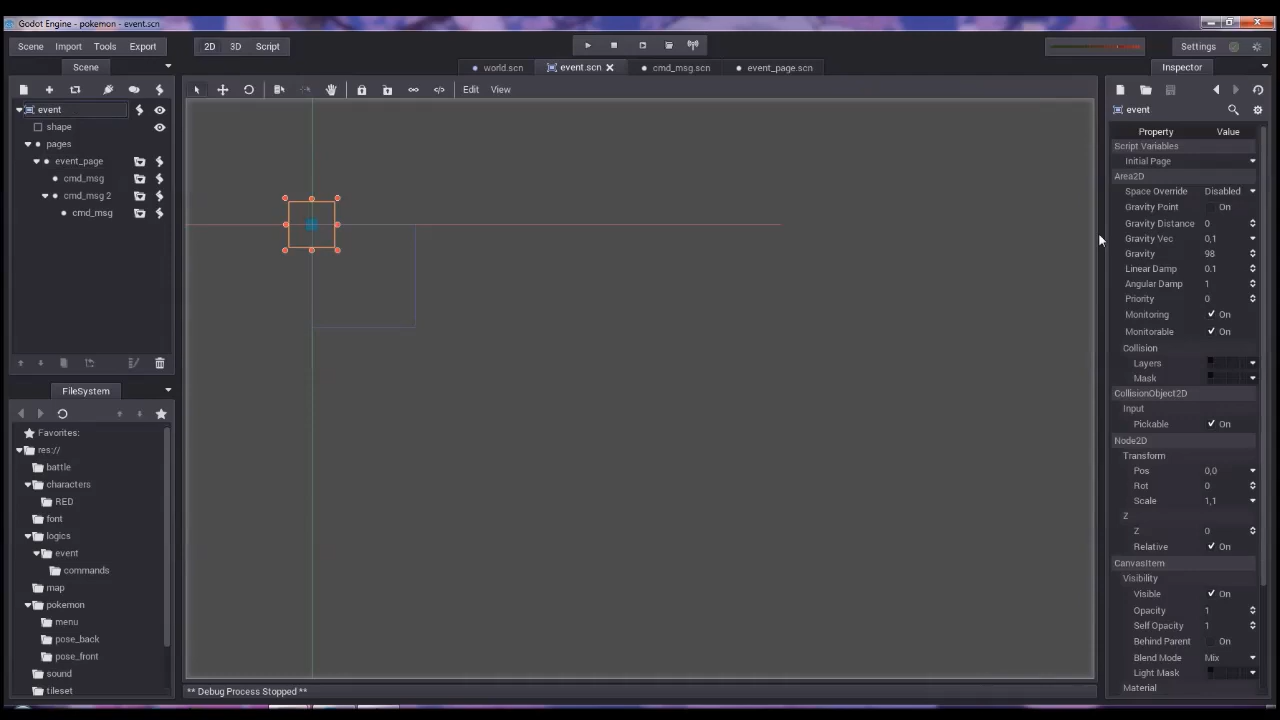 Godot Engine - pokemon - event.scn
Scene Import Tools Export
2D 3D Script
Settings
Scene
world.scn event.scn cmd_msg.scn event_page.scn
Inspector
Edit View
event
shape
pages
event_page
cmd_msg
cmd_msg 2
cmd_msg
FileSystem
Favorites:
res://
battle
characters
RED
font
logics
event
commands
map
pokemon
menu
pose_back
pose_front
sound
tileset
** Debug Process Stopped **
event
Property Value
Script Variables
Initial Page
Area2D
Space Override Disabled
Gravity Point On
Gravity Distance 0
Gravity Vec 0,1
Gravity 98
Linear Damp 0.1
Angular Damp 1
Priority 0
Monitoring On
Monitorable On
Collision
Layers
Mask
CollisionObject2D
Input
Pickable On
Node2D
Transform
Pos 0,0
Rot 0
Scale 1,1
Z
Z 0
Relative On
CanvasItem
Visibility
Visible On
Opacity 1
Self Opacity 1
Behind Parent On
Blend Mode Mix
Light Mask
Material